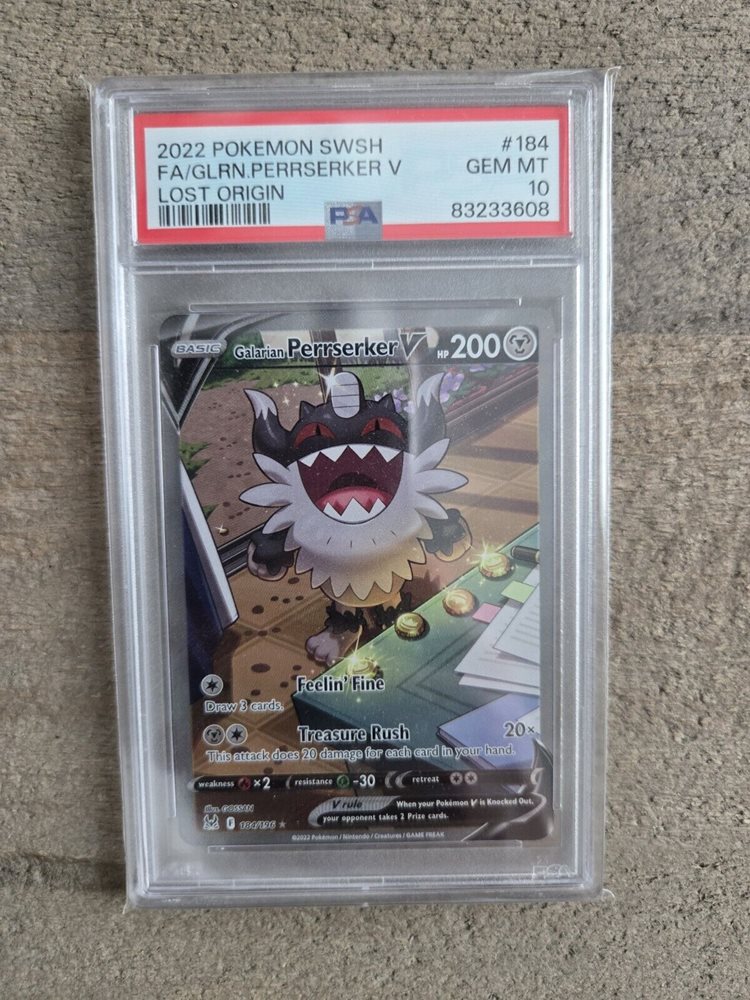 2022 POKEMON SWSH #184
FA/GLRN.PERRSERKER V GEM MT
LOST ORIGIN 10
PSA 83233608
BASIC Galarian Perrserker V HP 200
Feelin' Fine
Draw 3 cards.
Treasure Rush 20×
This attack does 20 damage for each card in your hand.
weakness ×2 resistance -30 retreat
Illus. GOSSAN V rule When your Pokémon V is Knocked Out,
your opponent takes 2 Prize cards.
F 184/196 ★
©2022 Pokémon / Nintendo / Creatures / GAME FREAK
PSA